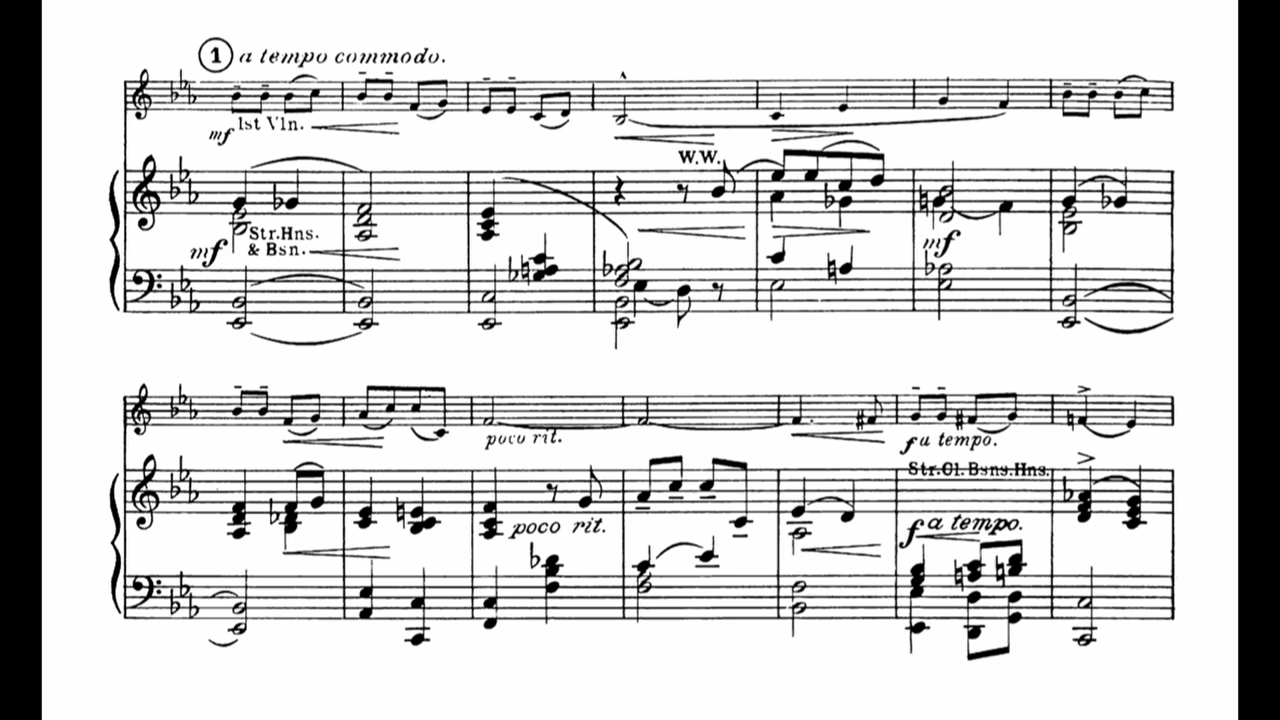 1 a tempo commodo.
mf 1st Vln.
W.W.
mf Str.Hns.
& Bsn.
mf
poco rit.
f a tempo.
Str.Cl.Bsns.Hns.
poco rit.
f a tempo.